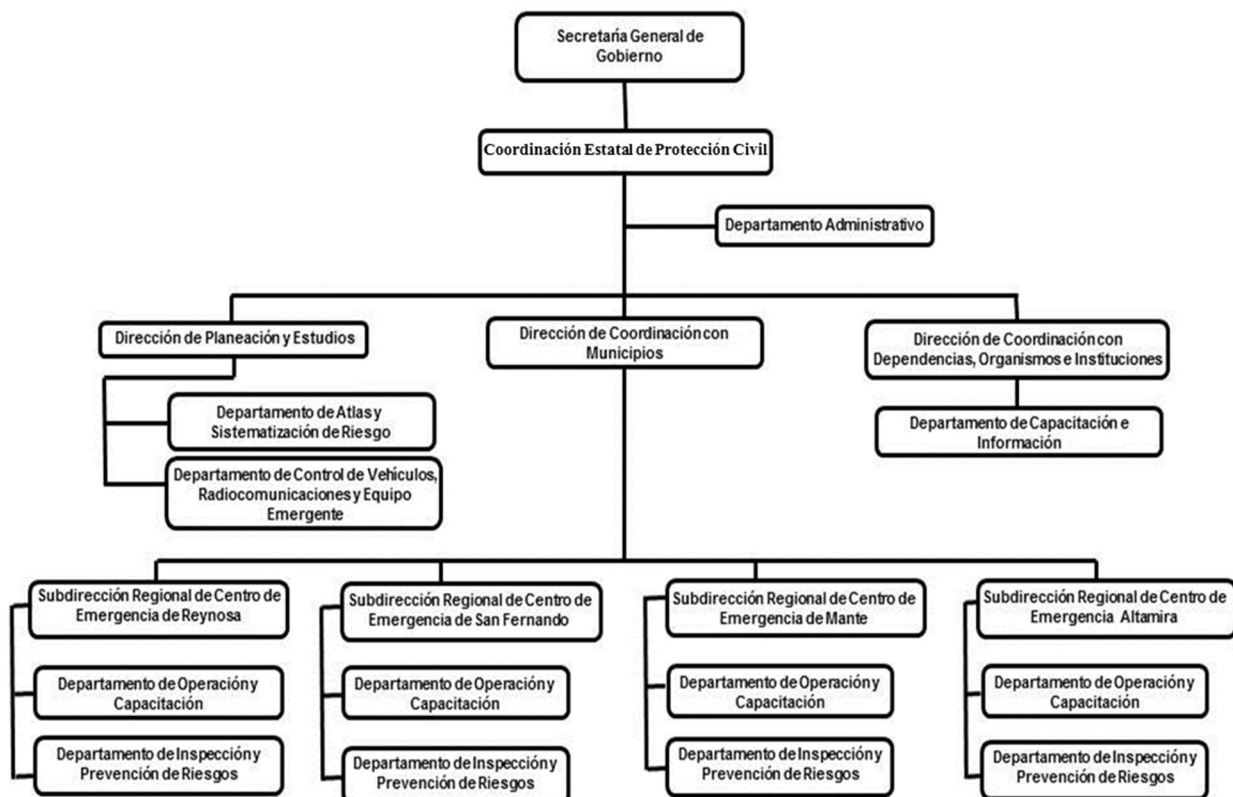 Secretaría General de
Gobierno
Coordinación Estatal de Protección Civil
Departamento Administrativo
Dirección de Planeación y Estudios
Dirección de Coordinación con
Municipios
Dirección de Coordinación con
Dependencias, Organismos e Instituciones
Departamento de Atlas y
Sistematización de Riesgo
Departamento de Control de Vehículos,
Radiocomunicaciones y Equipo
Emergente
Departamento de Capacitación e
Información
Subdirección Regional de Centro de
Emergencia de Reynosa
Subdirección Regional de Centro de
Emergencia de San Fernando
Subdirección Regional de Centro de
Emergencia de Mante
Subdirección Regional de Centro de
Emergencia Altamira
Departamento de Operación y
Capacitación
Departamento de Operación y
Capacitación
Departamento de Operación y
Capacitación
Departamento de Operación y
Capacitación
Departamento de Inspección y
Prevención de Riesgos
Departamento de Inspección y
Prevención de Riesgos
Departamento de Inspección y
Prevención de Riesgos
Departamento de Inspección y
Prevención de Riesgos